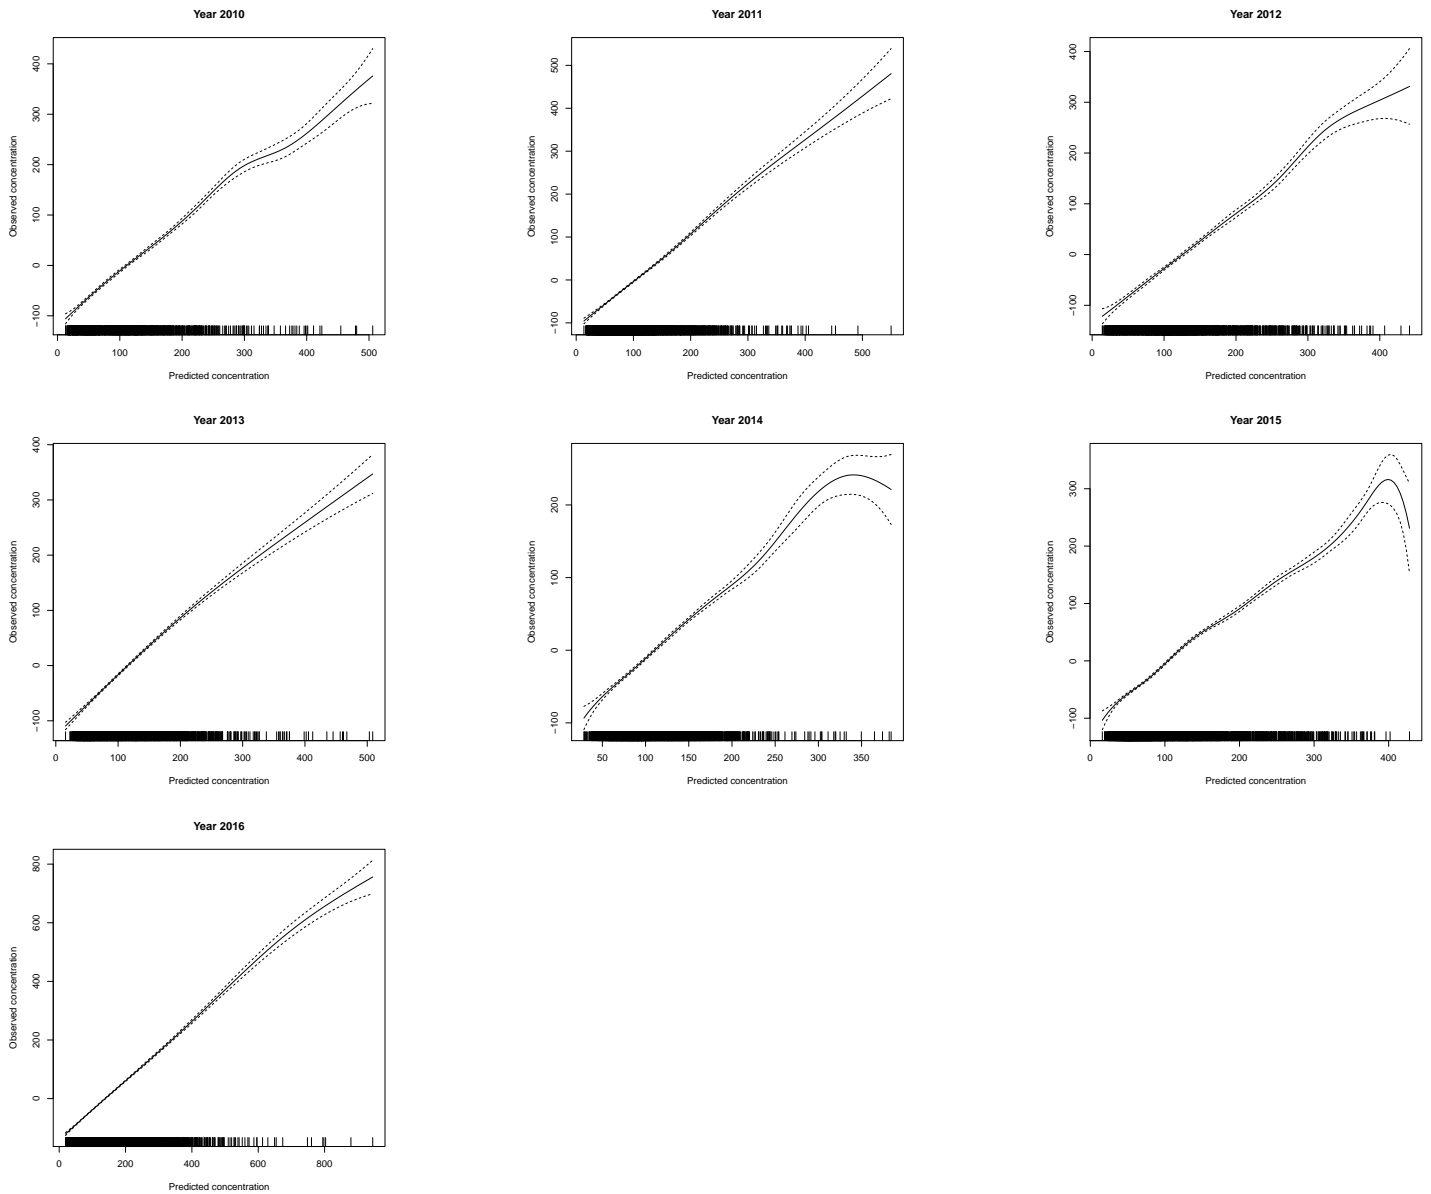 Year 2010
Year 2011
Year 2012
Observed concentration
400
300
200
100
0
−100
0 100 200 300 400 500
Predicted concentration
Observed concentration
500
400
300
200
100
0
−100
0 100 200 300 400 500
Predicted concentration
Observed concentration
400
300
200
100
0
−100
0 100 200 300 400
Predicted concentration
Year 2013
Year 2014
Year 2015
Observed concentration
400
300
200
100
0
−100
0 100 200 300 400 500
Predicted concentration
Observed concentration
200
100
0
−100
50 100 150 200 250 300 350
Predicted concentration
Observed concentration
300
200
100
0
−100
0 100 200 300 400
Predicted concentration
Year 2016
Observed concentration
800
600
400
200
0
0 200 400 600 800
Predicted concentration